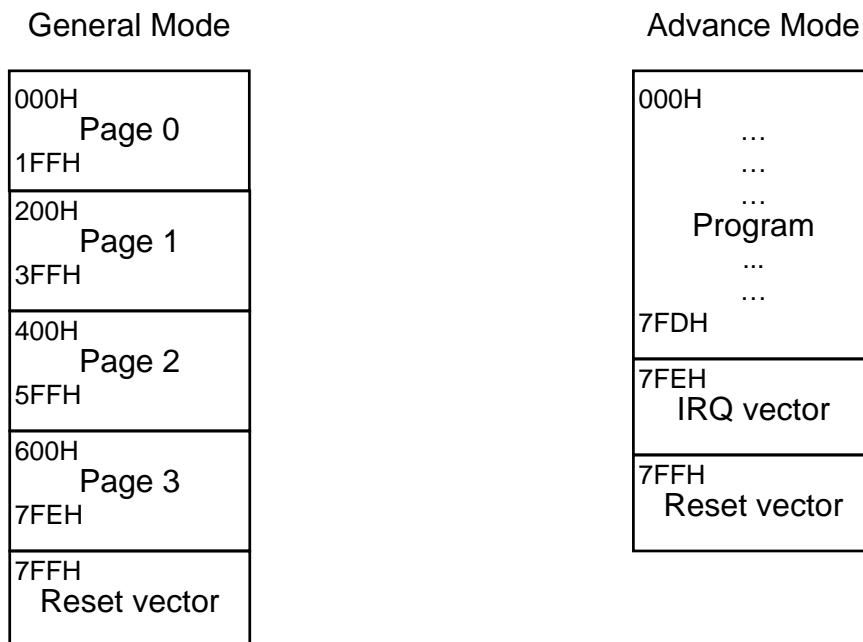 General Mode
000H
Page 0
1FFH
200H
Page 1
3FFH
400H
Page 2
5FFH
600H
Page 3
7FEH
7FFH
Reset vector
Advance Mode
000H
…
…
…
Program
...
…
7FDH
7FEH
IRQ vector
7FFH
Reset vector